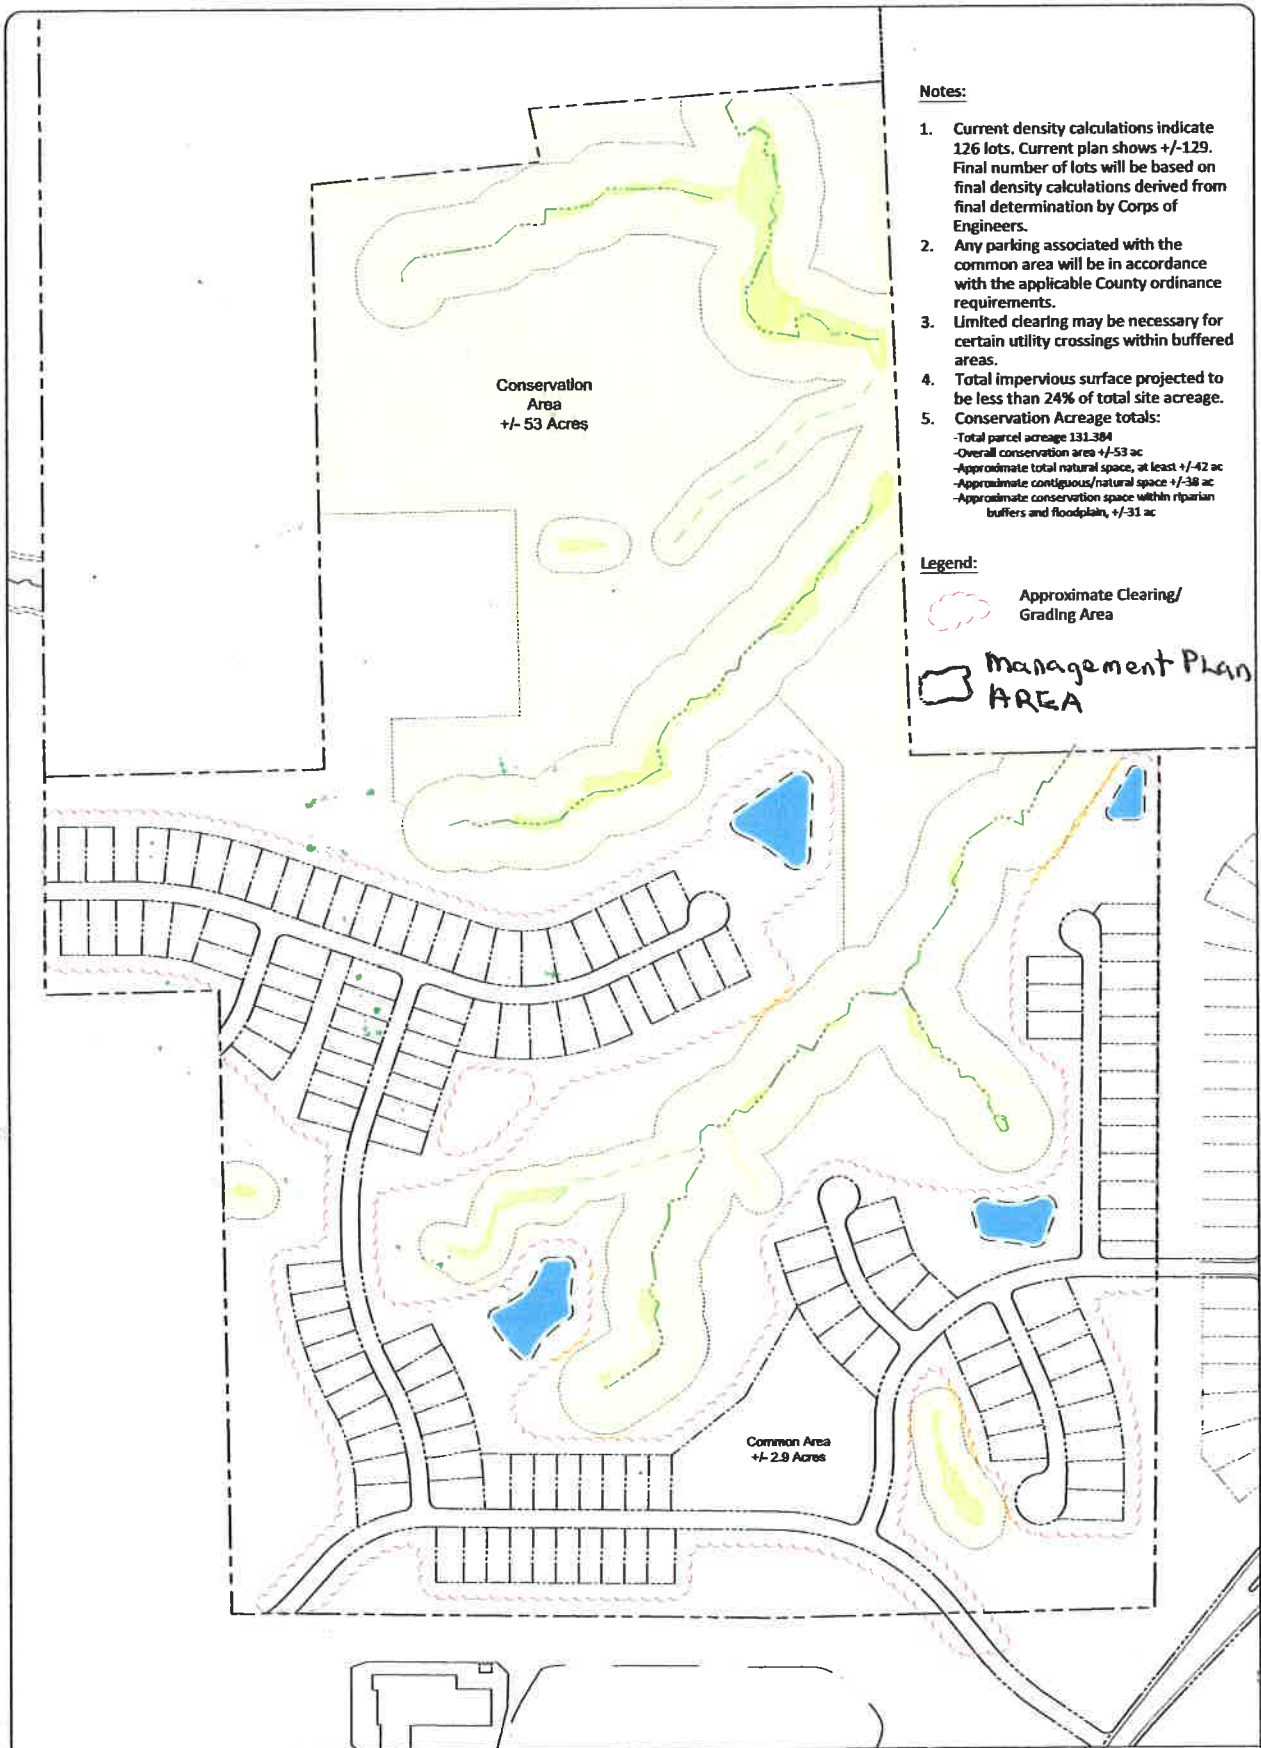 Notes:
1. Current density calculations indicate
126 lots. Current plan shows +/-129.
Final number of lots will be based on
final density calculations derived from
final determination by Corps of
Engineers.
2. Any parking associated with the
common area will be in accordance
with the applicable County ordinance
requirements.
3. Limited clearing may be necessary for
certain utility crossings within buffered
areas.
4. Total impervious surface projected to
be less than 24% of total site acreage.
5. Conservation Acreage totals:
-Total parcel acreage 131.384
-Overall conservation area +/-53 ac
-Approximate total natural space, at least +/-42 ac
-Approximate contiguous/natural space +/-38 ac
-Approximate conservation space within riparian
buffers and floodplain, +/-31 ac
Legend:
Approximate Clearing/
Grading Area
Management Plan
AREA
Conservation
Area
+/- 53 Acres
Common Area
+/- 2.9 Acres